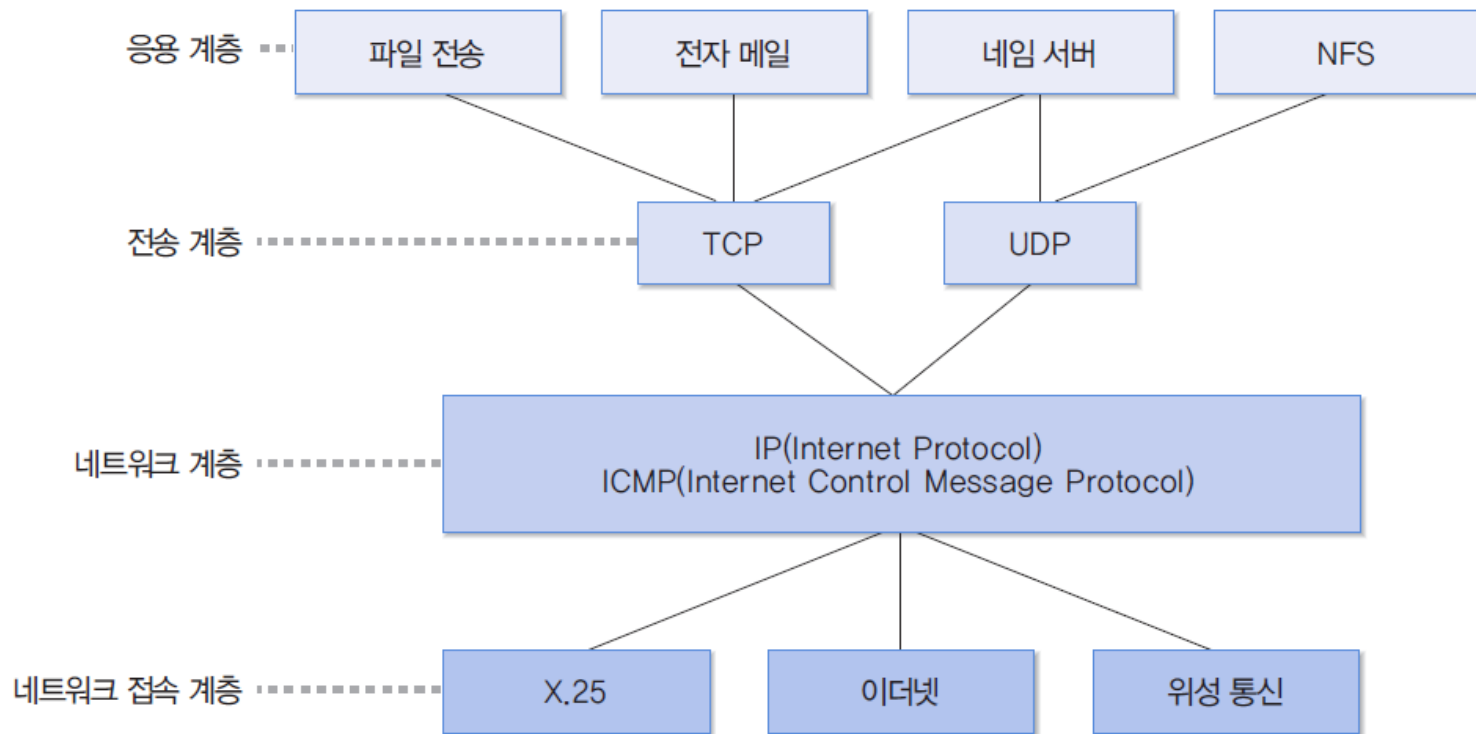 응용 계층
파일 전송
전자 메일
네임 서버
NFS
전송 계층
TCP
UDP
네트워크 계층
IP(Internet Protocol)
ICMP(Internet Control Message Protocol)
네트워크 접속 계층
X.25
이더넷
위성 통신